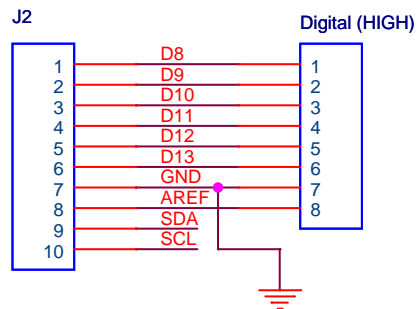 J2 Digital (HIGH)
1 D8 1
2 D9 2
3 D10 3
4 D11 4
5 D12 5
6 D13 6
7 GND 7
8 AREF 8
9 SDA
10 SCL